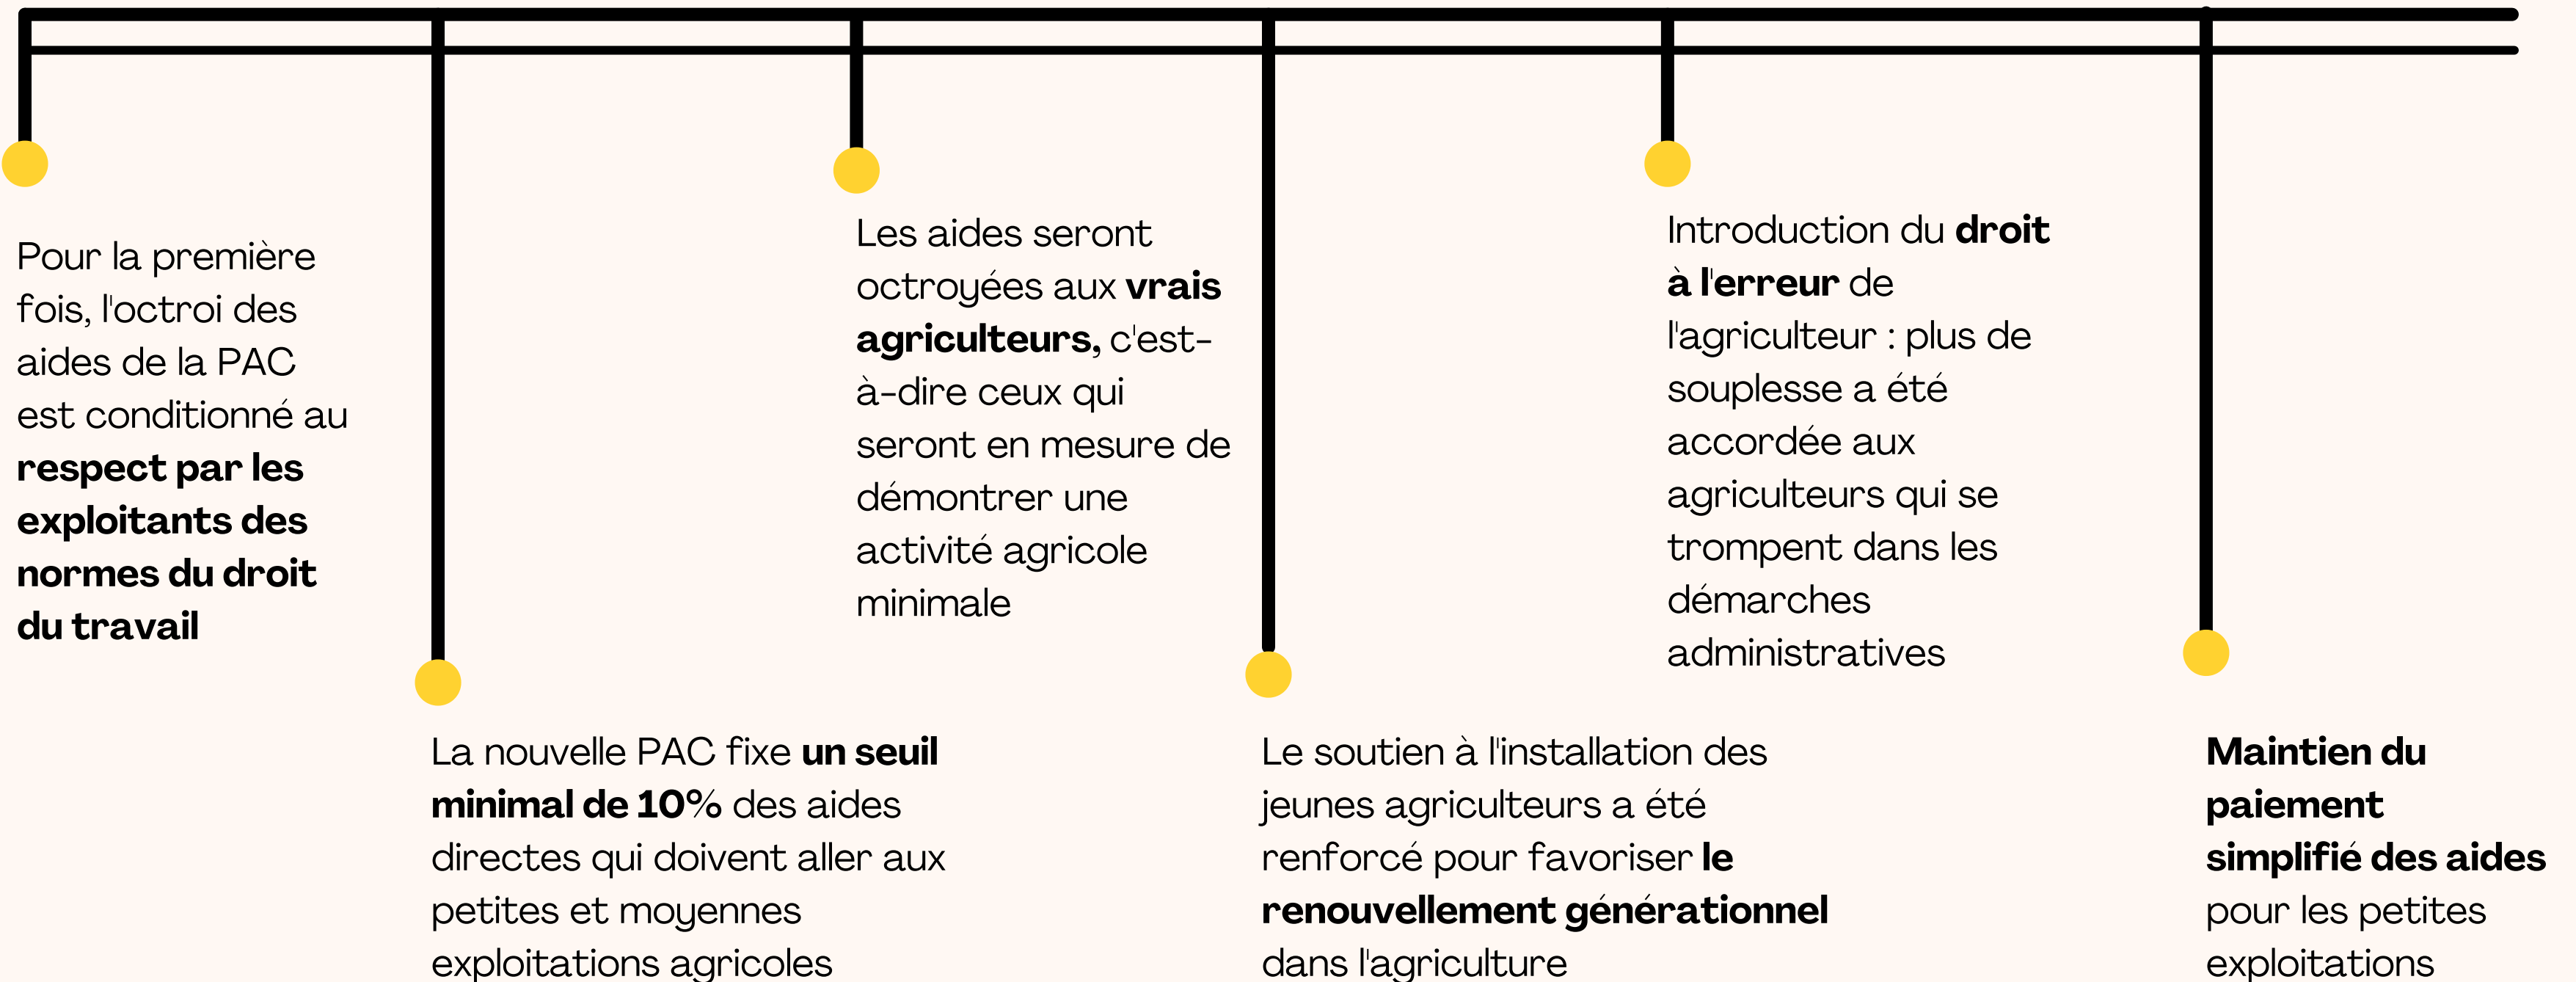 Pour la première
fois, l'octroi des
aides de la PAC
est conditionné au
respect par les
exploitants des
normes du droit
du travail
La nouvelle PAC fixe un seuil
minimal de 10% des aides
directes qui doivent aller aux
petites et moyennes
exploitations agricoles
Les aides seront
octroyées aux vrais
agriculteurs, c'est-
à-dire ceux qui
seront en mesure de
démontrer une
activité agricole
minimale
Le soutien à l'installation des
jeunes agriculteurs a été
renforcé pour favoriser le
renouvellement générationnel
dans l'agriculture
Introduction du droit
à l'erreur de
l'agriculteur : plus de
souplesse a été
accordée aux
agriculteurs qui se
trompent dans les
démarches
administratives
Maintien du
paiement
simplifié des aides
pour les petites
exploitations